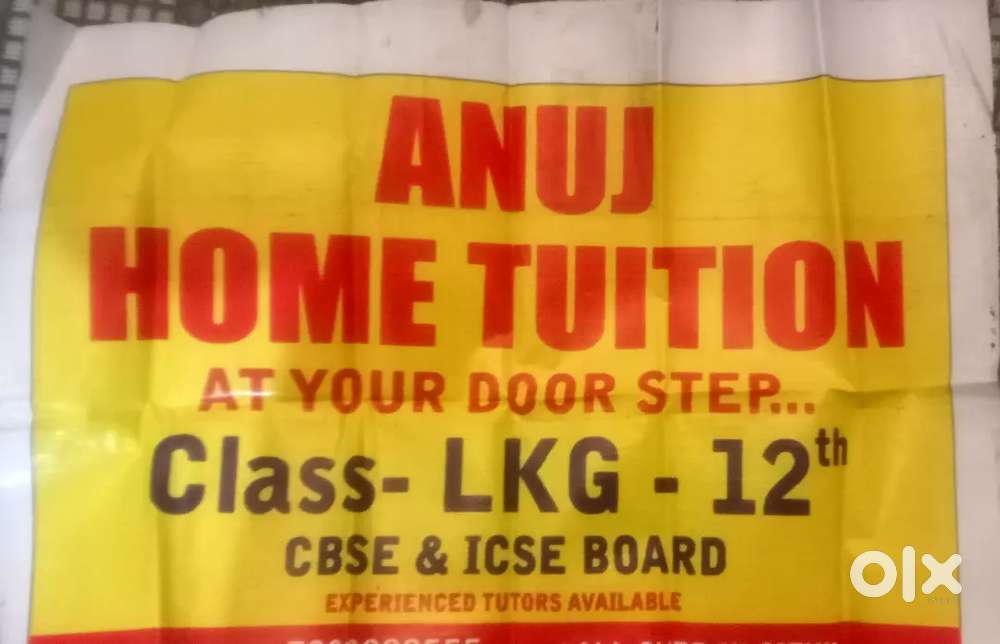 ANUJ
HOME TUITION
AT YOUR DOOR STEP...
Class- LKG - 12th
CBSE & ICSE BOARD
EXPERIENCED TUTORS AVAILABLE
olx